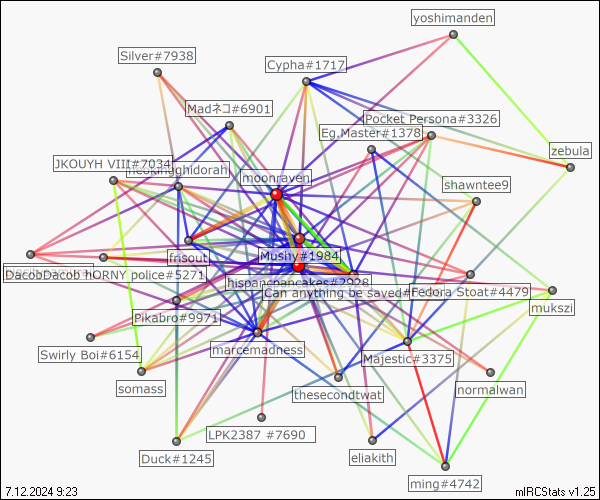 yoshimanden
Silver#7938
Cypha#1717
Madネコ#6901
Pocket Persona#3326
Eg.Master#1378
zebula
JKOUYH VIII#7034
moonraven
shawntee9
frisout
Mushy#1984
DacobDacob
HORNY police#5271
hispancpancakes#2928
Can anything be saved#
Fedora Stoat#4479
mukszi
Pikabro#9971
marcemadness
Swirly Boi#6154
Majestic#3375
somass
thesecondtwat
normalwan
LPK2387 #7690
Duck#1245
eliakith
ming#4742
7.12.2024 9:23
mIRCStats v1.25